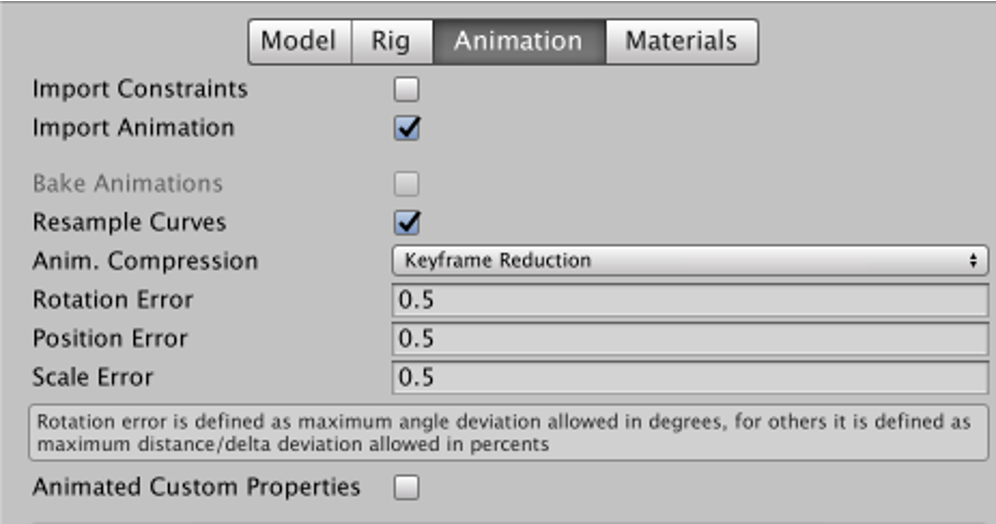 Model Rig Animation Materials
Import Constraints
Import Animation
Bake Animations
Resample Curves
Anim. Compression Keyframe Reduction
Rotation Error 0.5
Position Error 0.5
Scale Error 0.5
Rotation error is defined as maximum angle deviation allowed in degrees, for others it is defined as
maximum distance/delta deviation allowed in percents
Animated Custom Properties